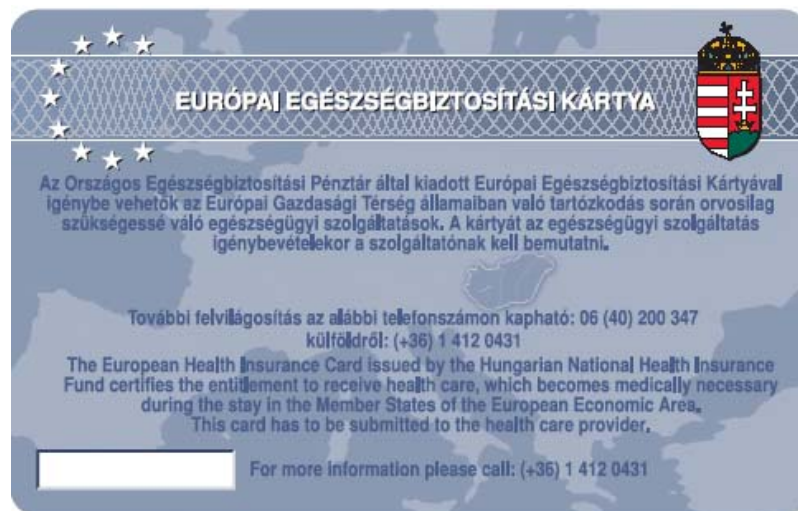 EURÓPAI EGÉSZSÉGBIZTOSÍTÁSI KÁRTYA
Az Országos Egészségbiztosítási Pénztár által kiadott Európai Egészségbiztosítási Kártyával
igénybe vehetők az Európai Gazdasági Térség államaiban való tartózkodás során orvosilag
szükségessé váló egészségügyi szolgáltatások. A kártyát az egészségügyi szolgáltatás
igénybevételekor a szolgáltatónak kell bemutatni.
További felvilágosítás az alábbi telefonszámon kapható: 06 (40) 200 347
külföldről: (+36) 1 412 0431
The European Health Insurance Card issued by the Hungarian National Health Insurance
Fund certifies the entitlement to receive health care, which becomes medically necessary
during the stay in the Member States of the European Economic Area.
This card has to be submitted to the health care provider.
For more information please call: (+36) 1 412 0431